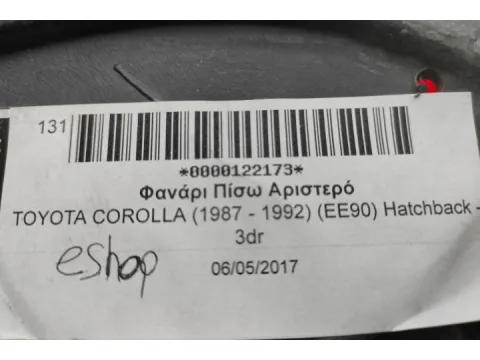 131
*0000122173*
Φανάρι Πίσω Αριστερό
TOYOTA COROLLA (1987 - 1992) (EE90) Hatchback -
3dr
eshop
06/05/2017